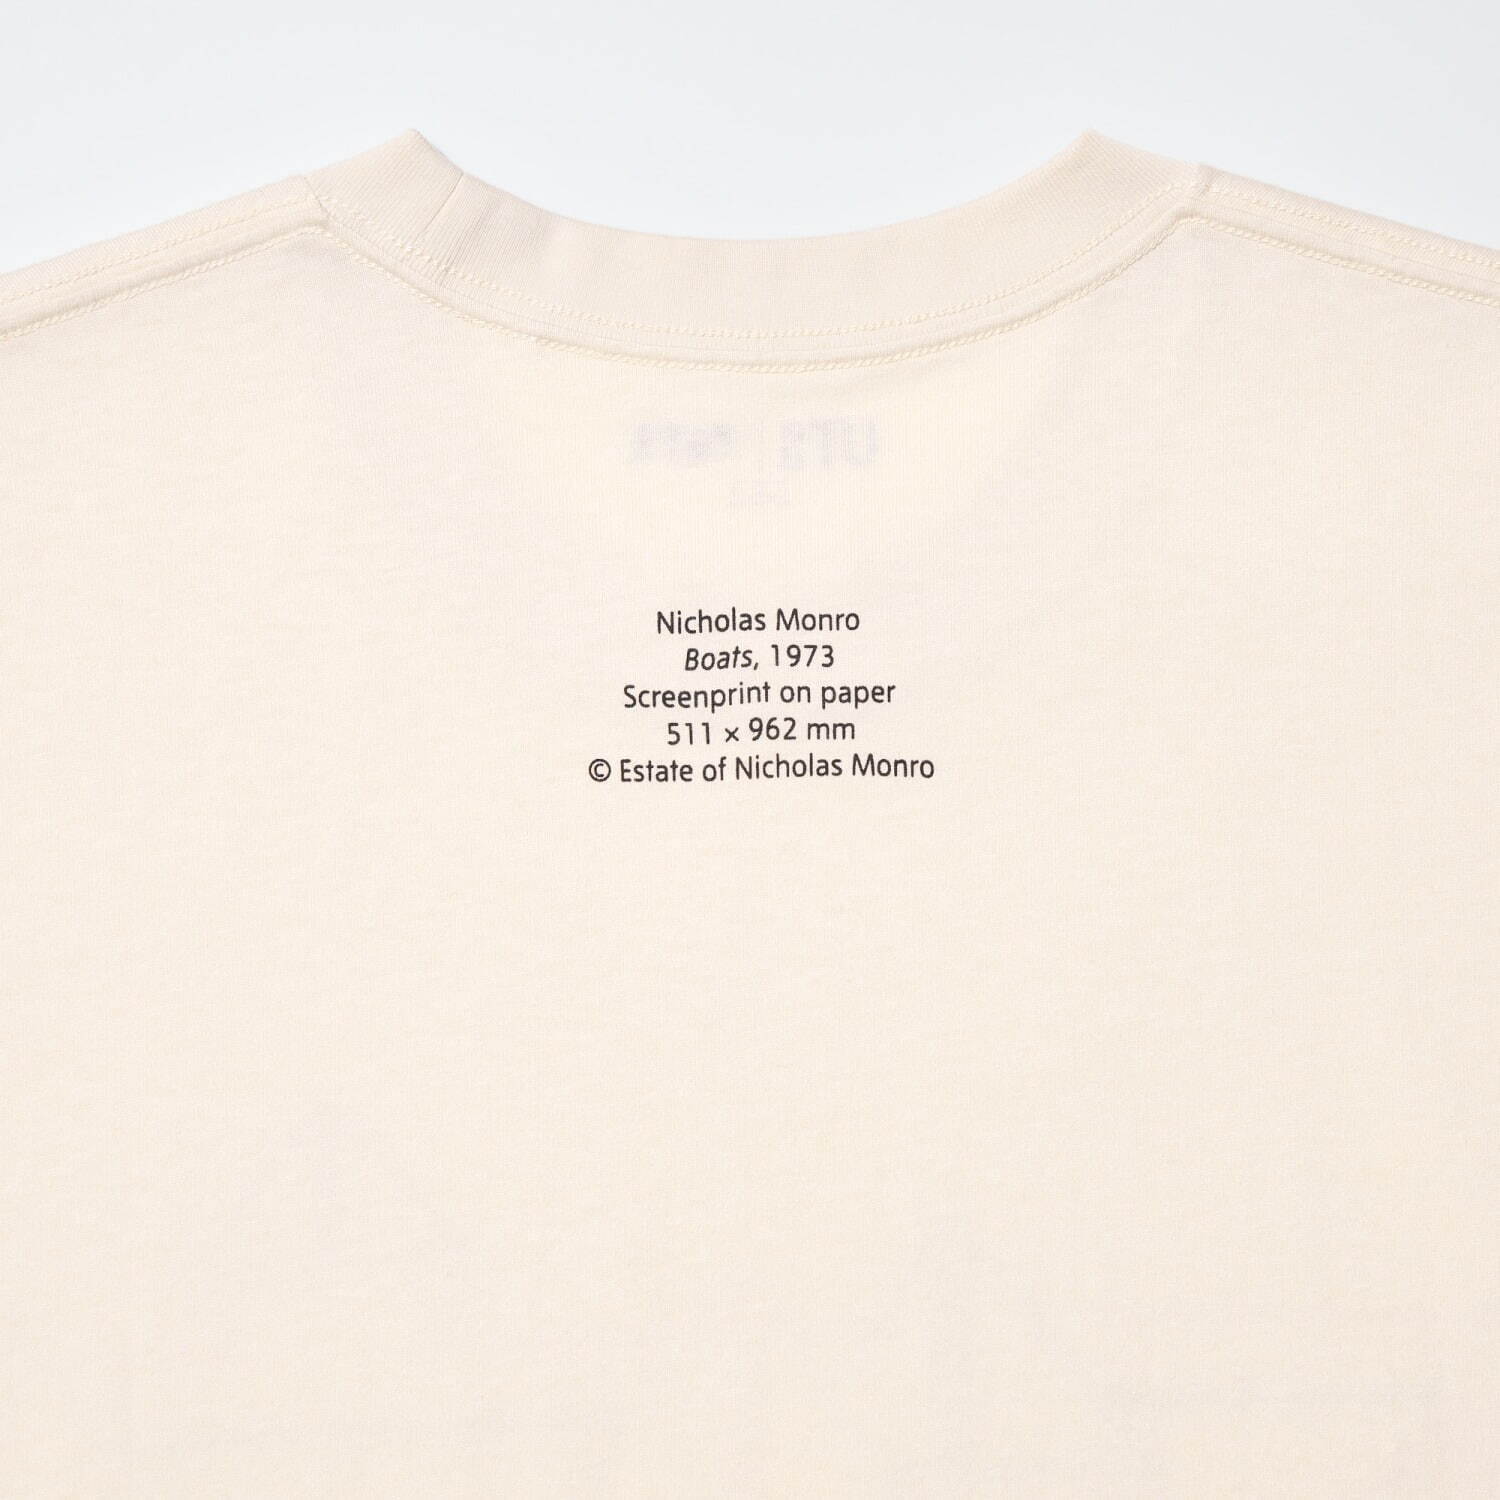 Nicholas Monro
Boats, 1973
Screenprint on paper
511 × 962 mm
© Estate of Nicholas Monro